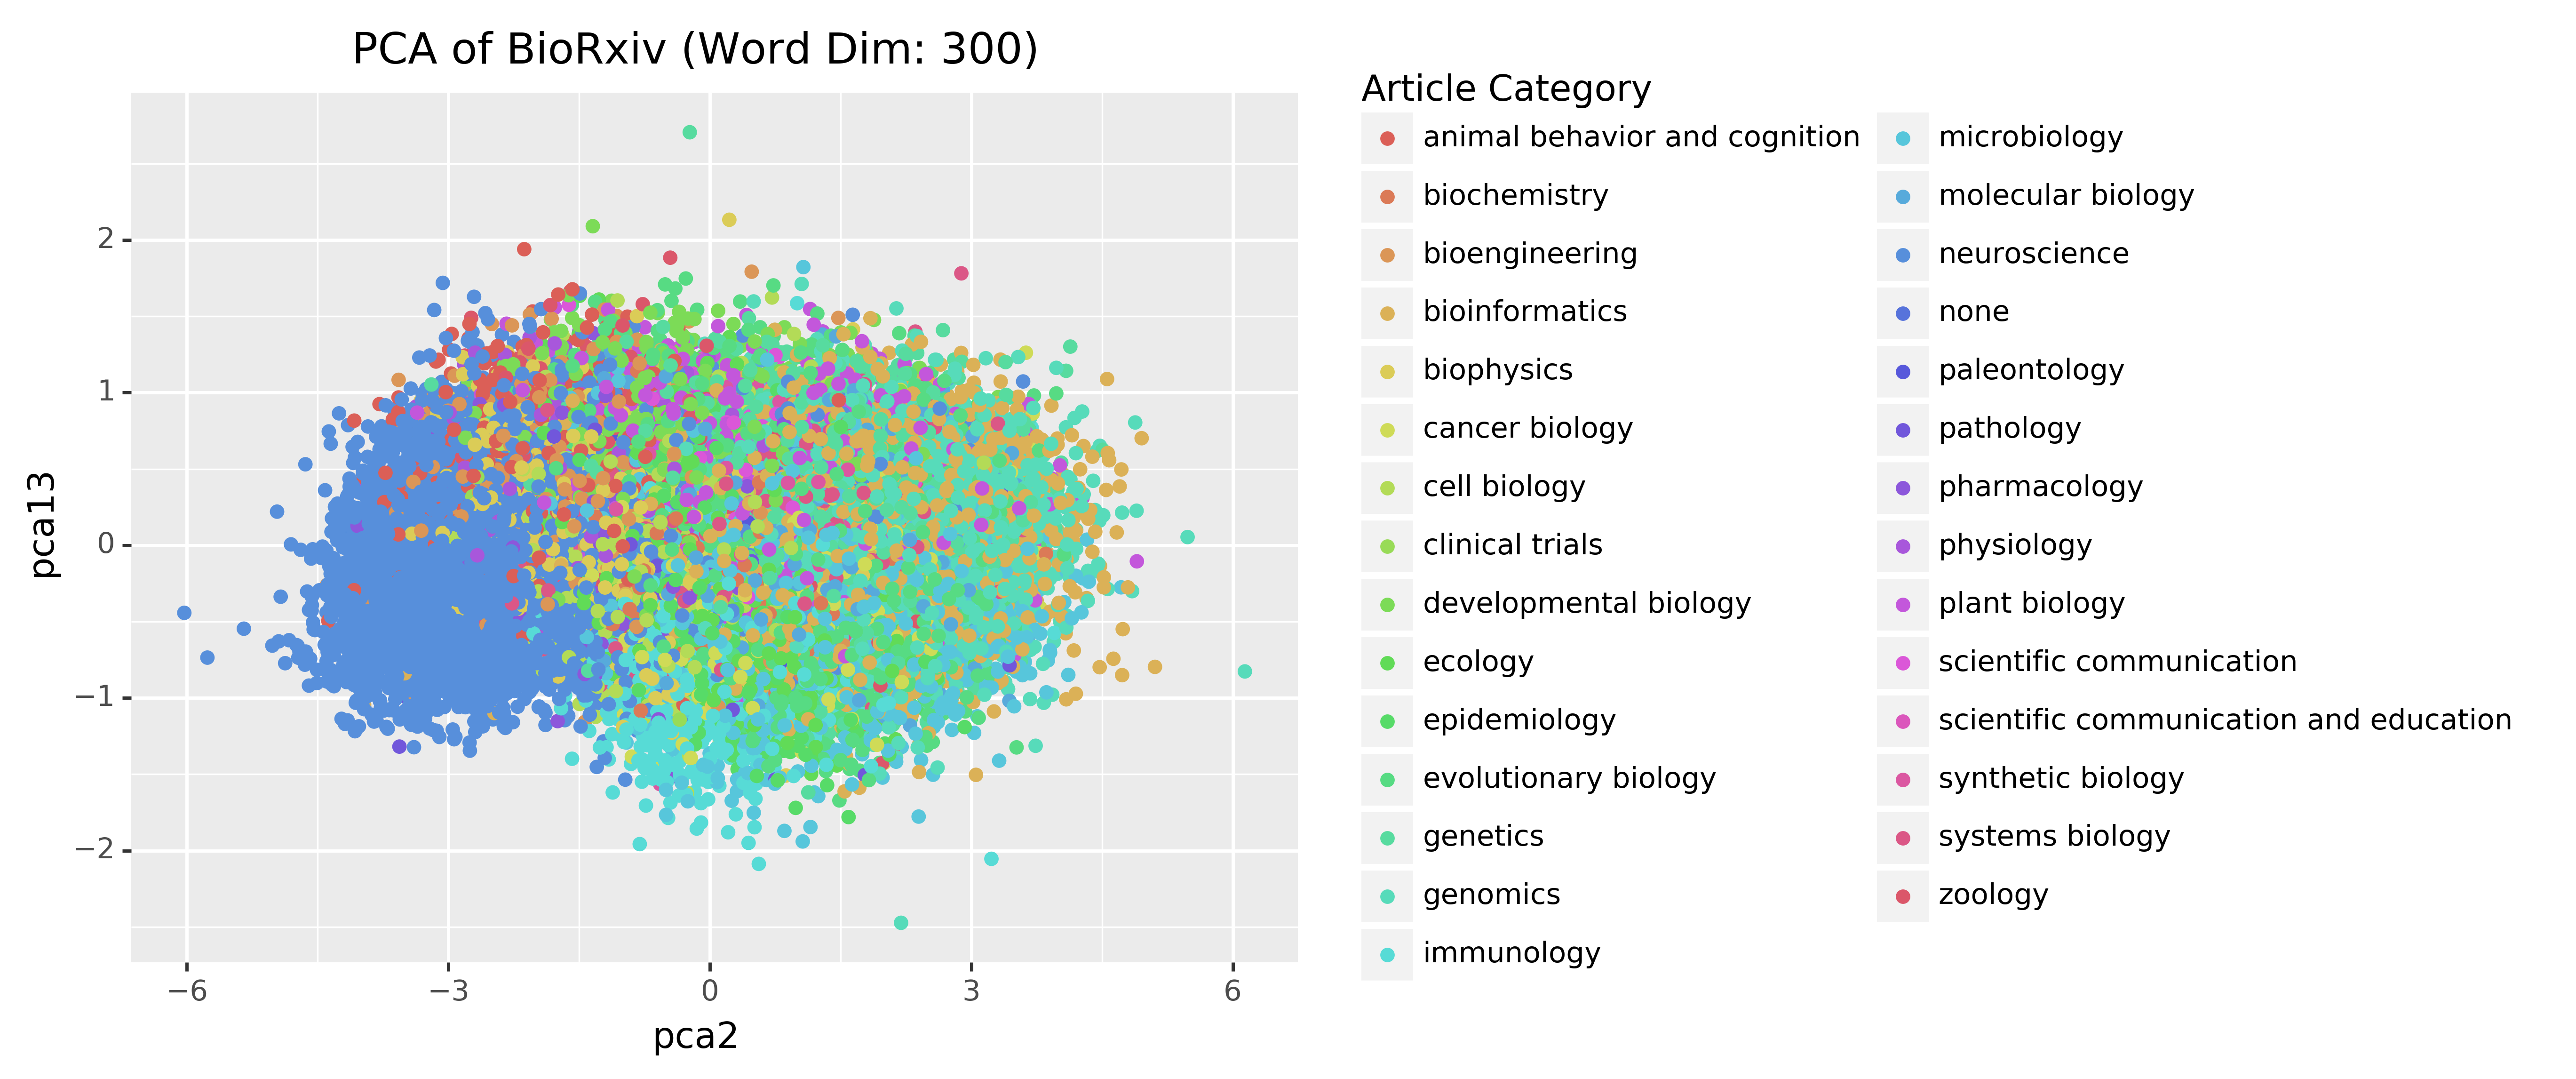 PCA of BioRxiv (Word Dim: 300)
pca13
2
1
0
−1
−2
−6
−3
0
3
6
pca2
Article Category
animal behavior and cognition
biochemistry
bioengineering
bioinformatics
biophysics
cancer biology
cell biology
clinical trials
developmental biology
ecology
epidemiology
evolutionary biology
genetics
genomics
immunology
microbiology
molecular biology
neuroscience
none
paleontology
pathology
pharmacology
physiology
plant biology
scientific communication
scientific communication and education
synthetic biology
systems biology
zoology